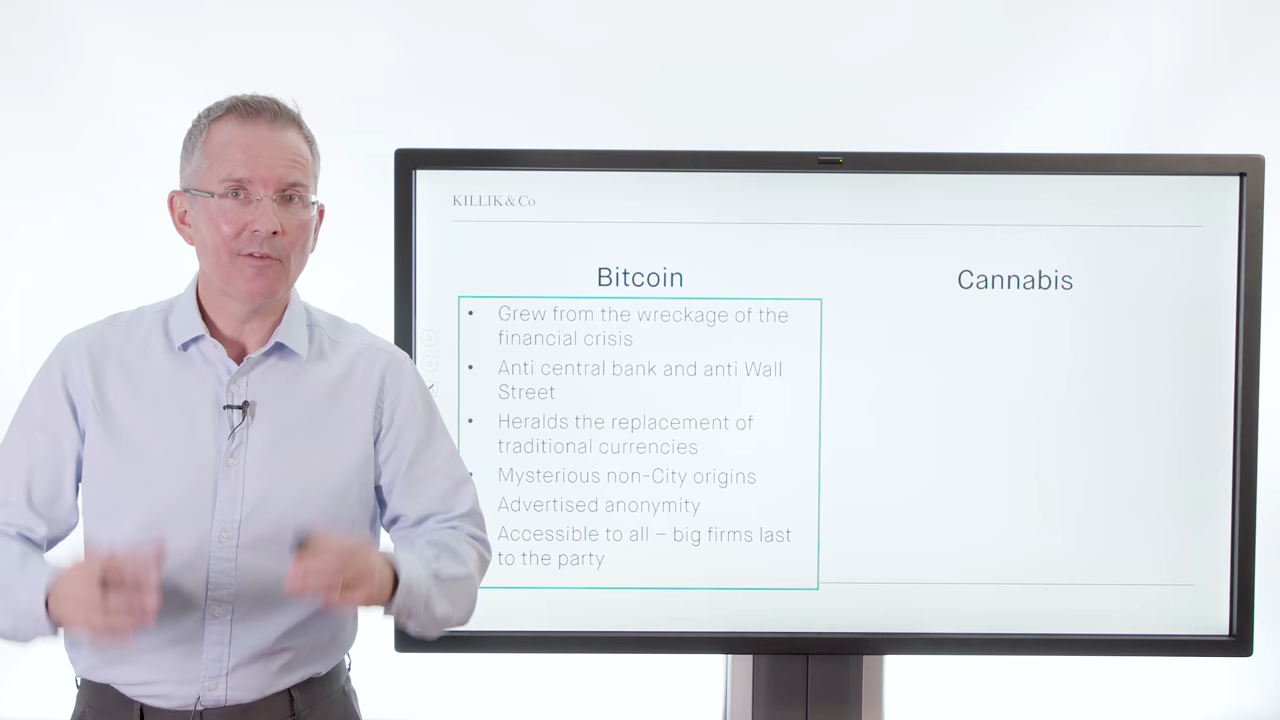 KILLIK & Co
Bitcoin
• Grew from the wreckage of the
financial crisis
• Anti central bank and anti Wall
Street
• Heralds the replacement of
traditional currencies
• Mysterious non-City origins
Advertised anonymity
Accessible to all – big firms last
to the party
Cannabis